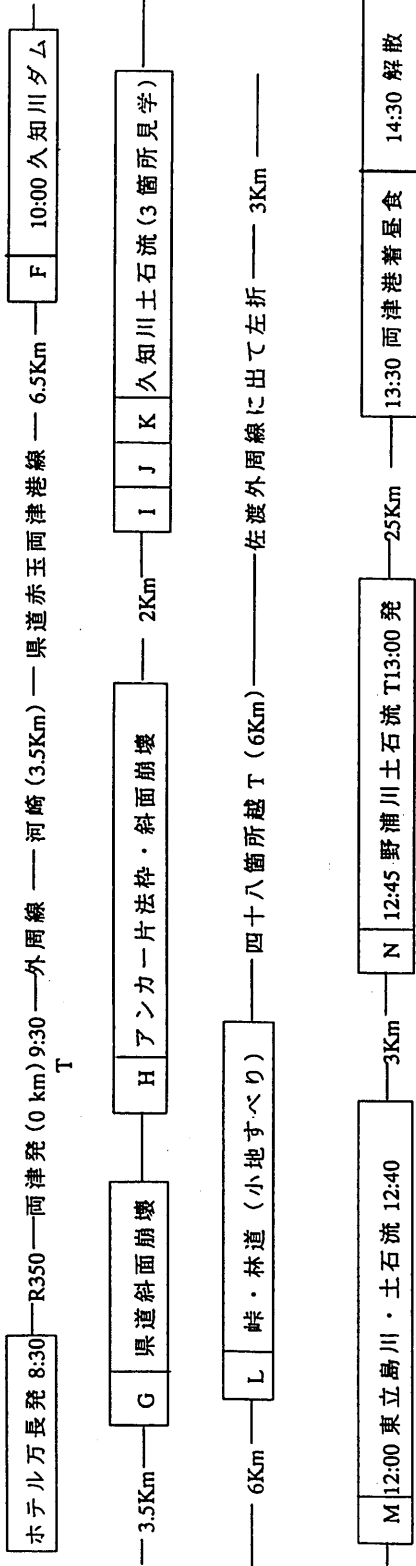 ホテル万長発 8:30 R350 両津発 (0 km) 9:30 外周線 河崎 (3.5Km) 県道赤玉両津港線 6.5Km F 10:00 久知川ダム
T
3.5Km G 県道斜面崩壊 H アンカー片法枠・斜面崩壊 2Km I J K 久知川土石流 (3 箇所見学)
6Km L 峠・林道 (小地すべり) 四十八箇所越 T (6Km) 佐渡外周線に出て左折 3Km
M 12:00 東立島川・土石流 12:40 3Km N 12:45 野浦川土石流 T13:00 発 25Km 13:30 両津港着昼食 14:30 解散